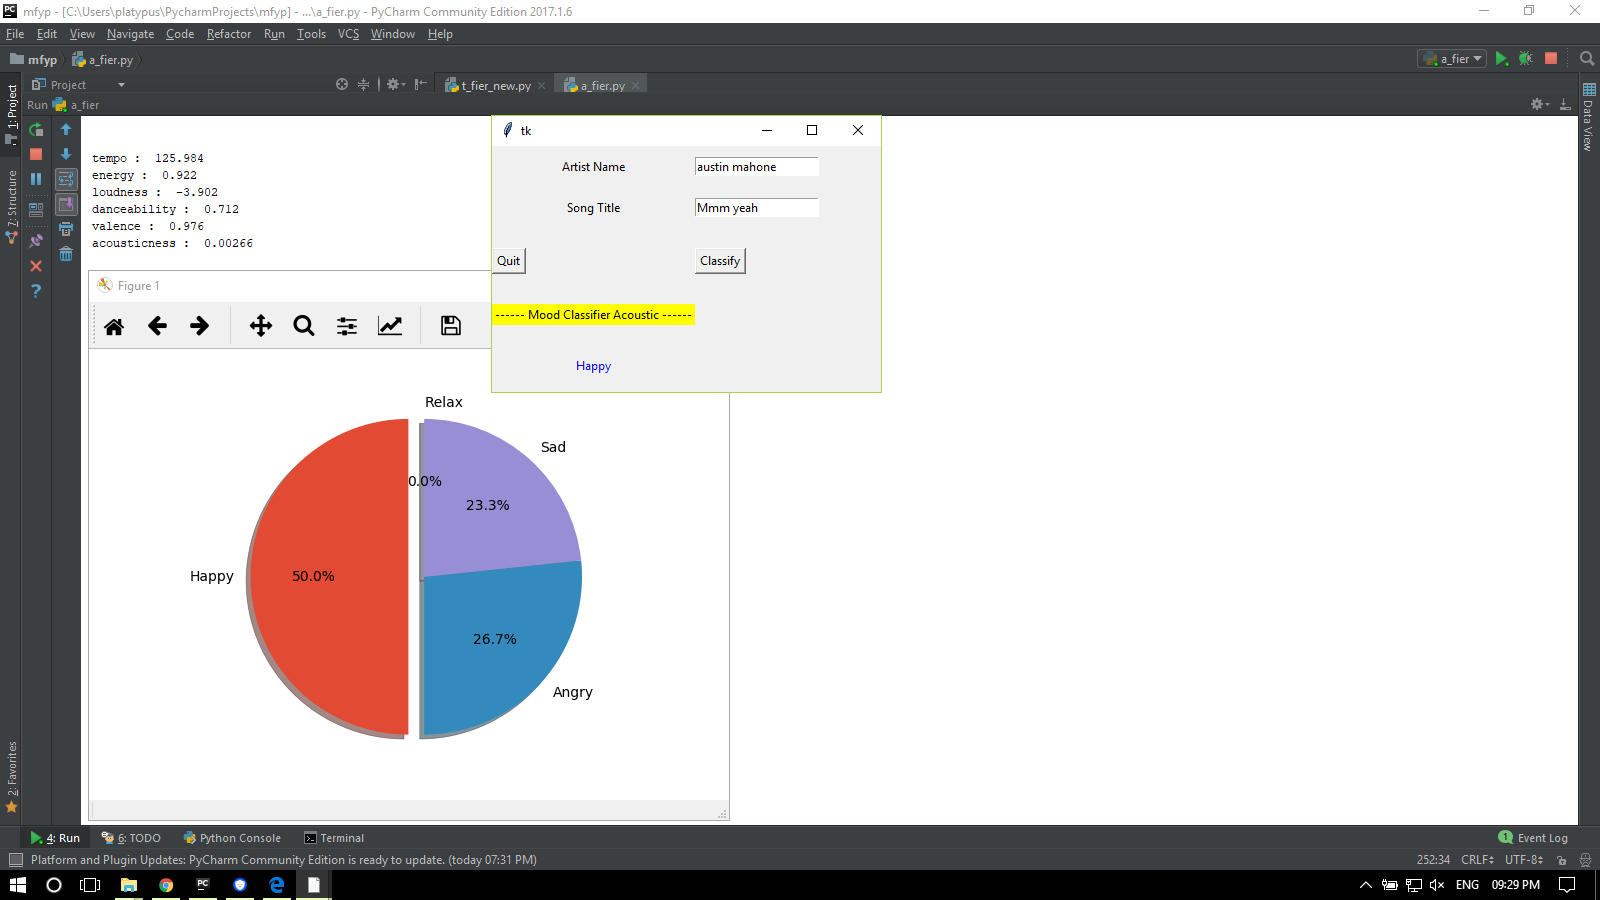 mfyp - [C:\Users\platypus\PycharmProjects\mfyp] - ...\a_fier.py - PyCharm Community Edition 2017.1.6
File Edit View Navigate Code Refactor Run Tools VCS Window Help
mfyp a_fier.py a_fier
Project t_fier_new.py a_fier.py
Run a_fier
1: Project
7: Structure
2: Favorites
Data View
tempo : 125.984
energy : 0.922
loudness : -3.902
danceability : 0.712
valence : 0.976
acousticness : 0.00266
tk
Artist Name austin mahone
Song Title Mmm yeah
Quit Classify
------ Mood Classifier Acoustic ------
Happy
Figure 1
Relax
Sad
0.0%
23.3%
Happy 50.0%
26.7%
Angry
4: Run 6: TODO Python Console Terminal 1 Event Log
Platform and Plugin Updates: PyCharm Community Edition is ready to update. (today 07:31 PM) 252:34 CRLF UTF-8
ENG 09:29 PM